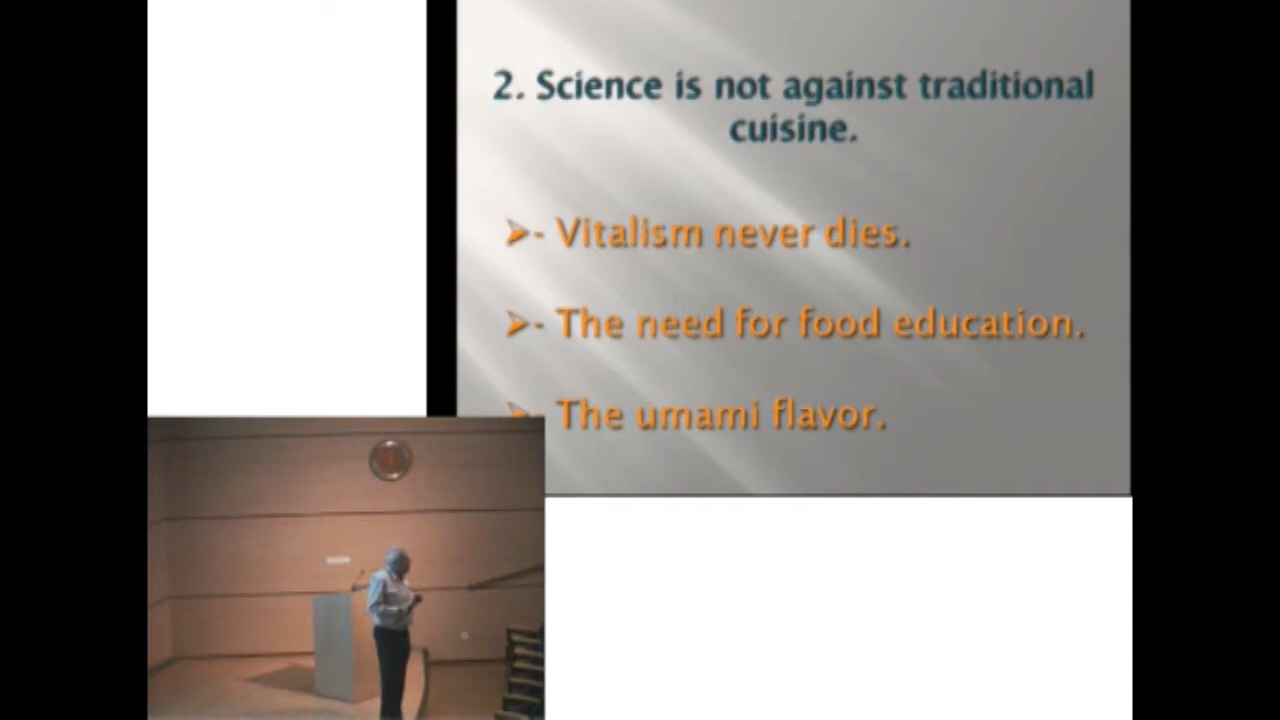 2. Science is not against traditional
cuisine.
➢- Vitalism never dies.
➢- The need for food education.
➢- The umami flavor.